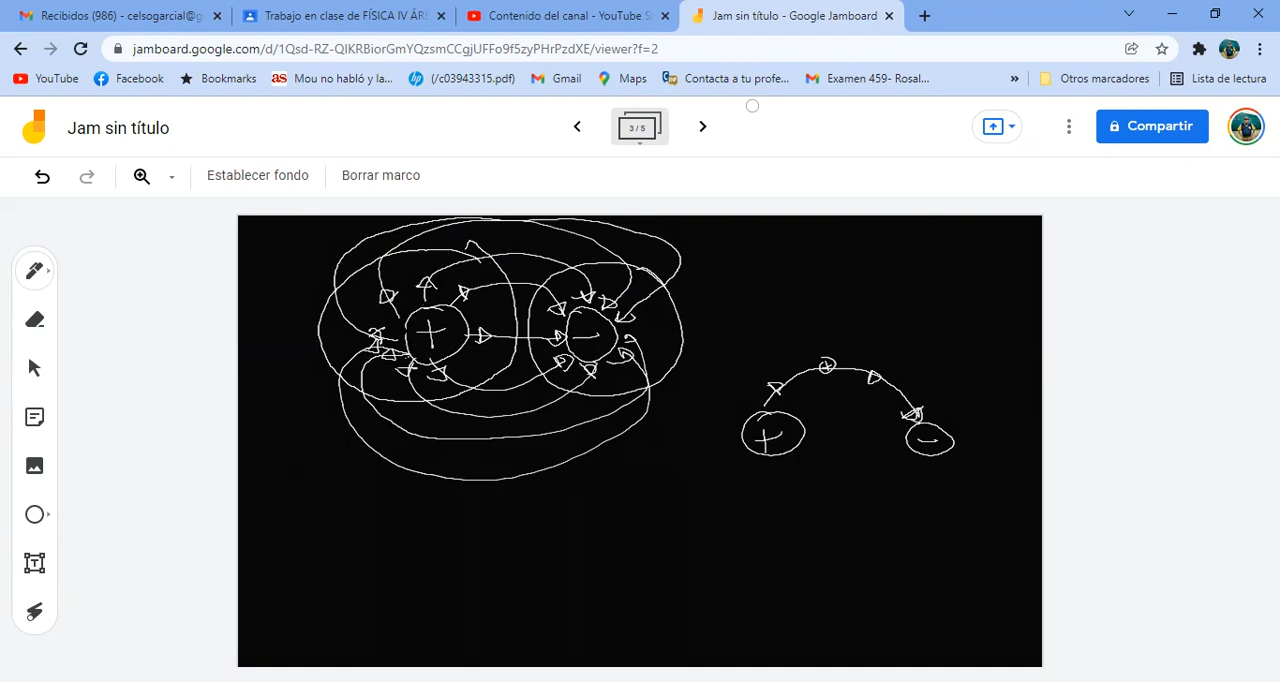 Recibidos (986) - celsogarcial@g
Trabajo en clase de FÍSICA IV ÁRE
Contenido del canal - YouTube S
Jam sin título - Google Jamboard
jamboard.google.com/d/1Qsd-RZ-QIKRBiorGmYQzsmCCgjUFFo9f5zyPHrPzdXE/viewer?f=2
YouTube
Facebook
Bookmarks
as Mou no habló y la...
hp (/c03943315.pdf)
Gmail
Maps
Contacta a tu profe...
Examen 459- Rosal...
»
Otros marcadores
Lista de lectura
Jam sin título
3 / 5
Compartir
Establecer fondo
Borrar marco
+ −
+ + −